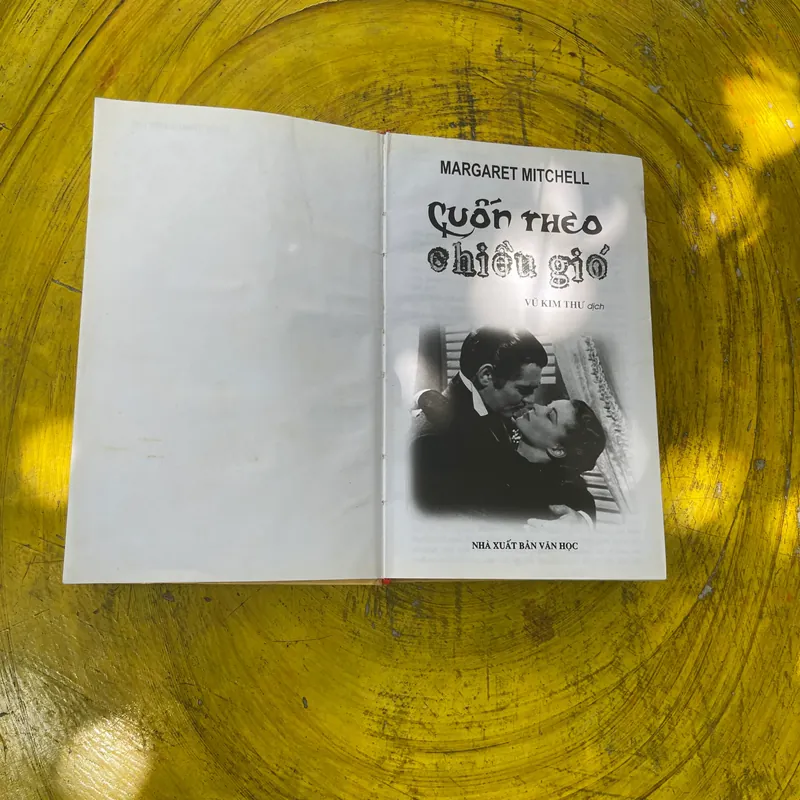 MARGARET MITCHELL
CUỐN THEO
chiều gió
VŨ KIM THƯ dịch
NHÀ XUẤT BẢN VĂN HỌC